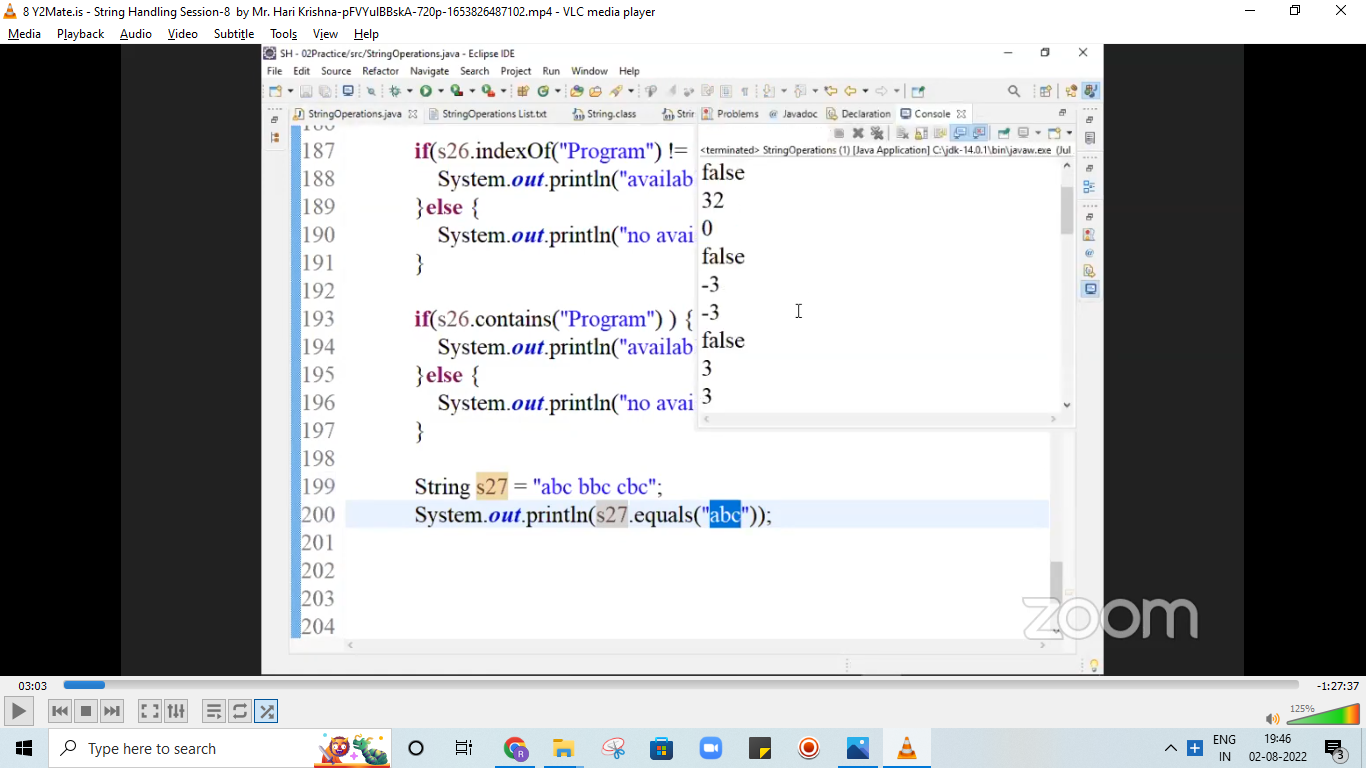 8 Y2Mate.is - String Handling Session-8 by Mr. Hari Krishna-pFVYuIBBskA-720p-1653826487102.mp4 - VLC media player
Media Playback Audio Video Subtitle Tools View Help
SH - 02Practice/src/StringOperations.java - Eclipse IDE
File Edit Source Refactor Navigate Search Project Run Window Help
StringOperations.java StringOperations List.txt String.class Strir Problems Javadoc Declaration Console
<terminated> StringOperations (1) [Java Application] C:\jdk-14.0.1\bin\javaw.exe (Jul
187 if(s26.indexOf("Program") !=
188 System.out.println("availab
189 }else {
190 System.out.println("no avai
191 }
192
193 if(s26.contains("Program") ) {
194 System.out.println("availab
195 }else {
196 System.out.println("no avai
197 }
198
199 String s27 = "abc bbc cbc";
200 System.out.println(s27.equals("abc"));
201
202
203
204
false
32
0
false
-3
-3
false
3
3
zoom
03:03 -1:27:37
125%
Type here to search
ENG
IN
19:46
02-08-2022
3